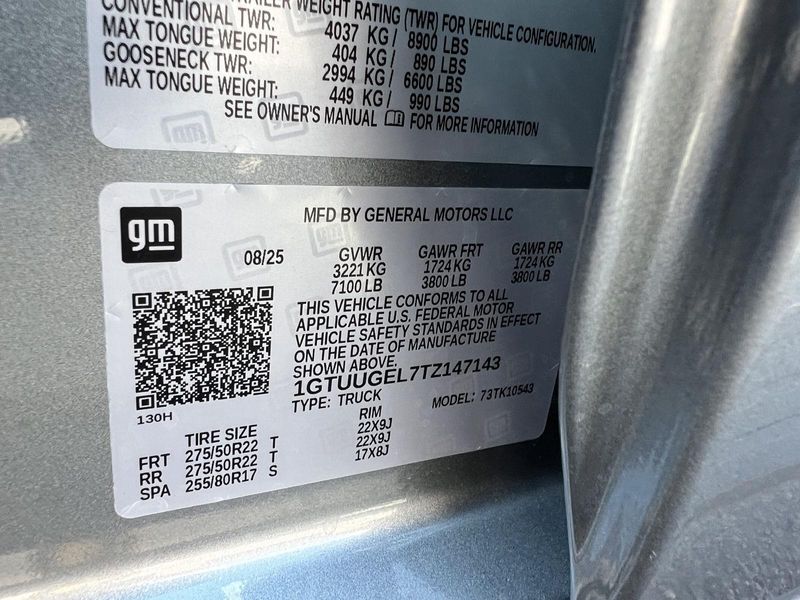 TRAILER WEIGHT RATING (TWR) FOR VEHICLE CONFIGURATION.
CONVENTIONAL TWR: 4037 KG / 8900 LBS
MAX TONGUE WEIGHT: 404 KG / 890 LBS
GOOSENECK TWR: 2994 KG / 6600 LBS
MAX TONGUE WEIGHT: 449 KG / 990 LBS
SEE OWNER'S MANUAL FOR MORE INFORMATION
gm
MFD BY GENERAL MOTORS LLC
08/25 GVWR GAWR FRT GAWR RR
3221 KG 1724 KG 1724 KG
7100 LB 3800 LB 3800 LB
THIS VEHICLE CONFORMS TO ALL
APPLICABLE U.S. FEDERAL MOTOR
VEHICLE SAFETY STANDARDS IN EFFECT
ON THE DATE OF MANUFACTURE
SHOWN ABOVE.
1GTUUGEL7TZ147143
TYPE: TRUCK MODEL: 73TK10543
130H
TIRE SIZE RIM
FRT 275/50R22 T 22X9J
RR 275/50R22 T 22X9J
SPA 255/80R17 S 17X8J